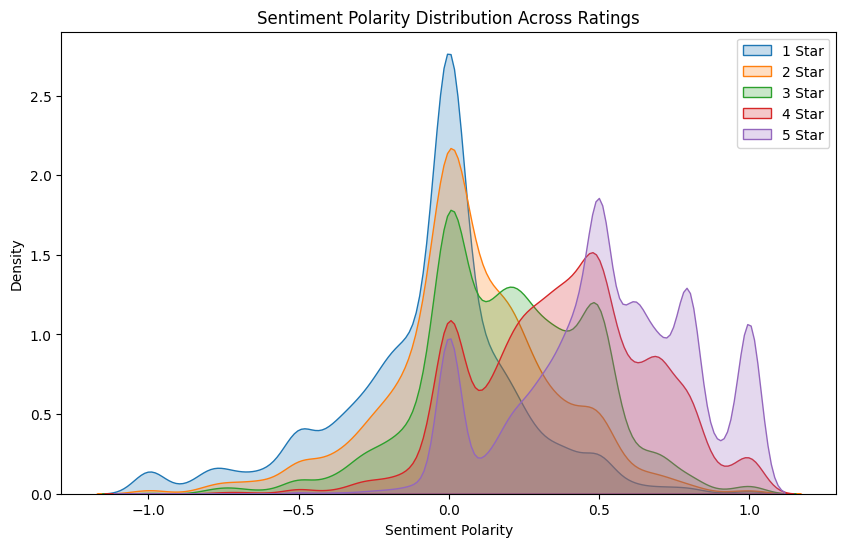 Sentiment Polarity Distribution Across Ratings
1 Star
2 Star
3 Star
4 Star
5 Star
Density
2.5
2.0
1.5
1.0
0.5
0.0
−1.0
−0.5
0.0
0.5
1.0
Sentiment Polarity